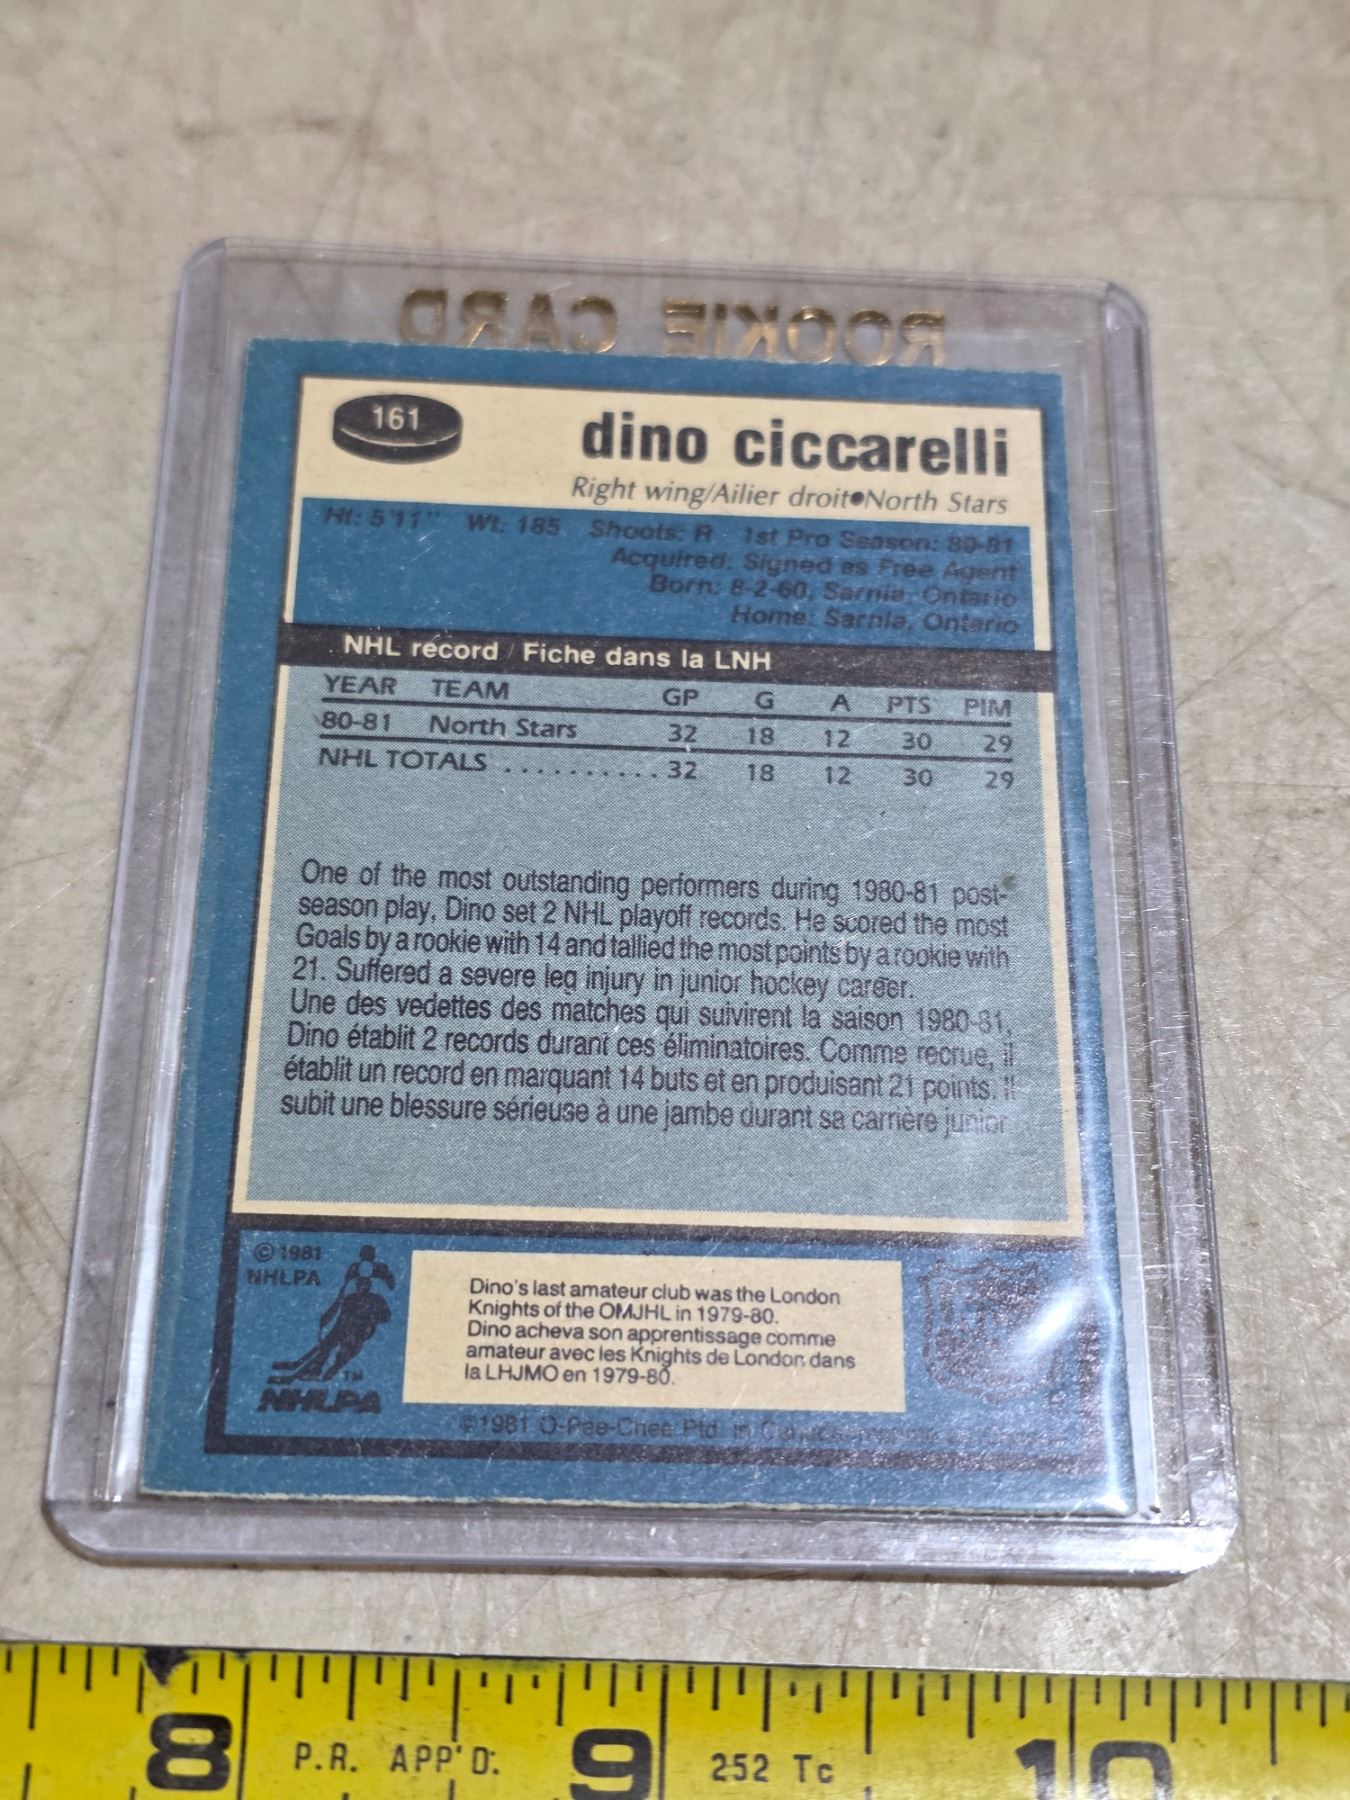 ROOKIE CARD
161
dino ciccarelli
Right wing/Ailier droit•North Stars
Ht: 5'11" Wt: 185 Shoots: R 1st Pro Season: 80-81
Acquired: Signed as Free Agent
Born: 8-2-60, Sarnia, Ontario
Home: Sarnia, Ontario
NHL record / Fiche dans la LNH
YEAR TEAM GP G A PTS PIM
80-81 North Stars 32 18 12 30 29
NHL TOTALS .......... 32 18 12 30 29
One of the most outstanding performers during 1980-81 post-
season play, Dino set 2 NHL playoff records. He scored the most
Goals by a rookie with 14 and tallied the most points by a rookie with
21. Suffered a severe leg injury in junior hockey career.
Une des vedettes des matches qui suivirent la saison 1980-81,
Dino établit 2 records durant ces éliminatoires. Comme recrue, il
établit un record en marquant 14 buts et en produisant 21 points. Il
subit une blessure sérieuse à une jambe durant sa carrière junior
© 1981
NHLPA
TM
NHLPA
Dino's last amateur club was the London
Knights of the OMJHL in 1979-80.
Dino acheva son apprentissage comme
amateur avec les Knights de London dans
la LHJMO en 1979-80.
©1981 O-Pee-Chee Ptd. in
8 P.R. APP'D: 9 252 Tc 10